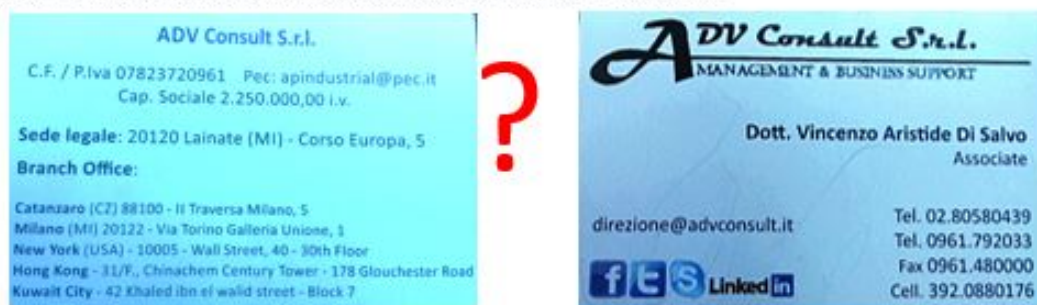 ADV Consult S.r.l.
C.F. / P.Iva 07823720961 Pec: apindustrial@pec.it
Cap. Sociale 2.250.000,00 i.v.
Sede legale: 20120 Lainate (MI) - Corso Europa, 5
Branch Office:
Catanzaro (CZ) 88100 - II Traversa Milano, 5
Milano (MI) 20122 - Via Torino Galleria Unione, 1
New York (USA) - 10005 - Wall Street, 40 - 30th Floor
Hong Kong - 31/F., Chinachem Century Tower - 178 Glouchester Road
Kuwait City - 42 Khaled ibn el walid street - Block 7
?
ADV Consult S.r.l.
MANAGEMENT & BUSINESS SUPPORT
Dott. Vincenzo Aristide Di Salvo
Associate
direzione@advconsult.it
Tel. 02.80580439
Tel. 0961.792033
Fax 0961.480000
Cell. 392.0880176
Linked in